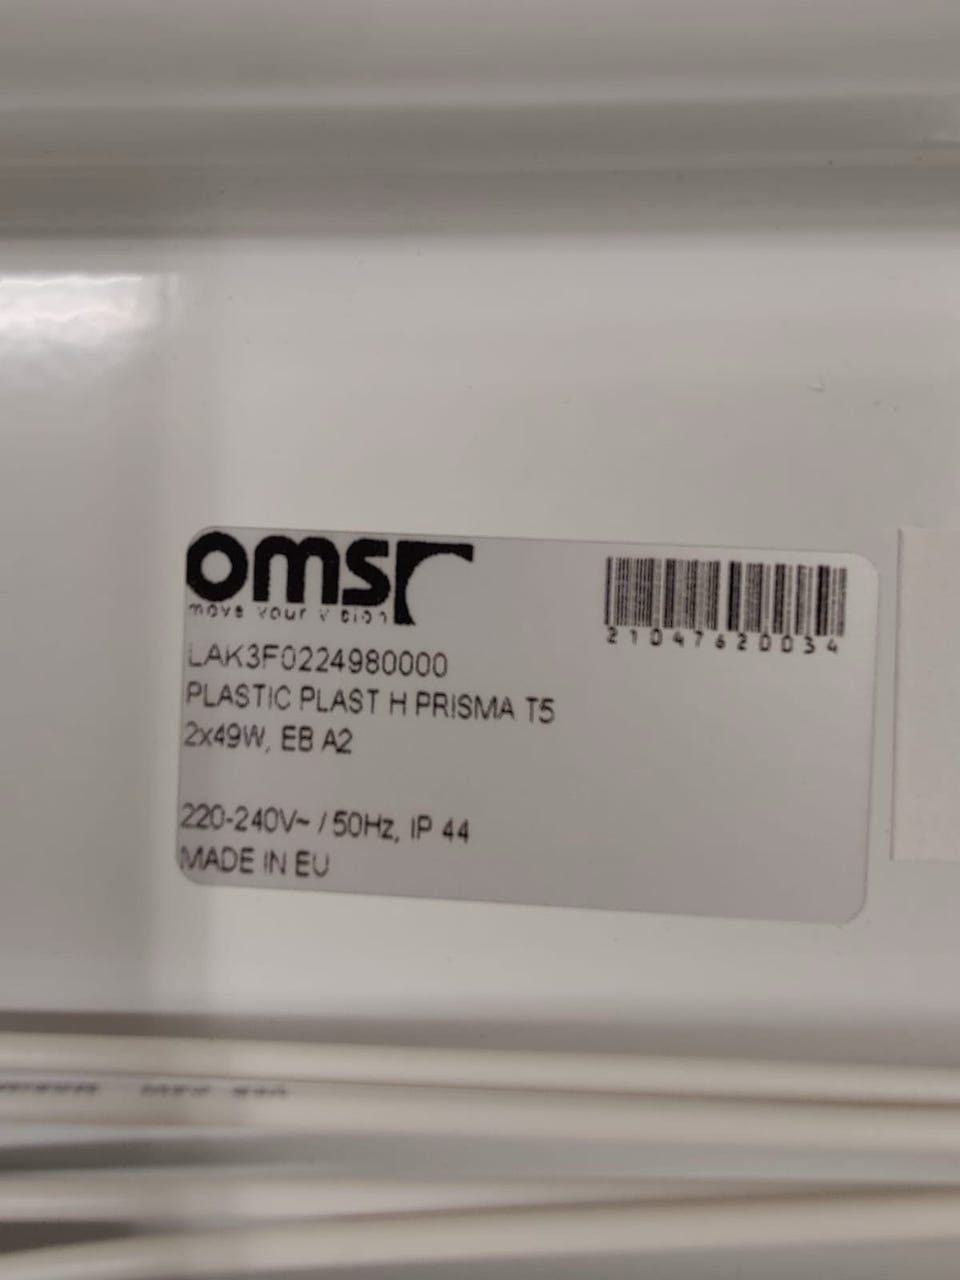 oms
move your vision
21047620034
LAK3F0224980000
PLASTIC PLAST H PRISMA T5
2x49W, EB A2
220-240V~ / 50Hz, IP 44
MADE IN EU